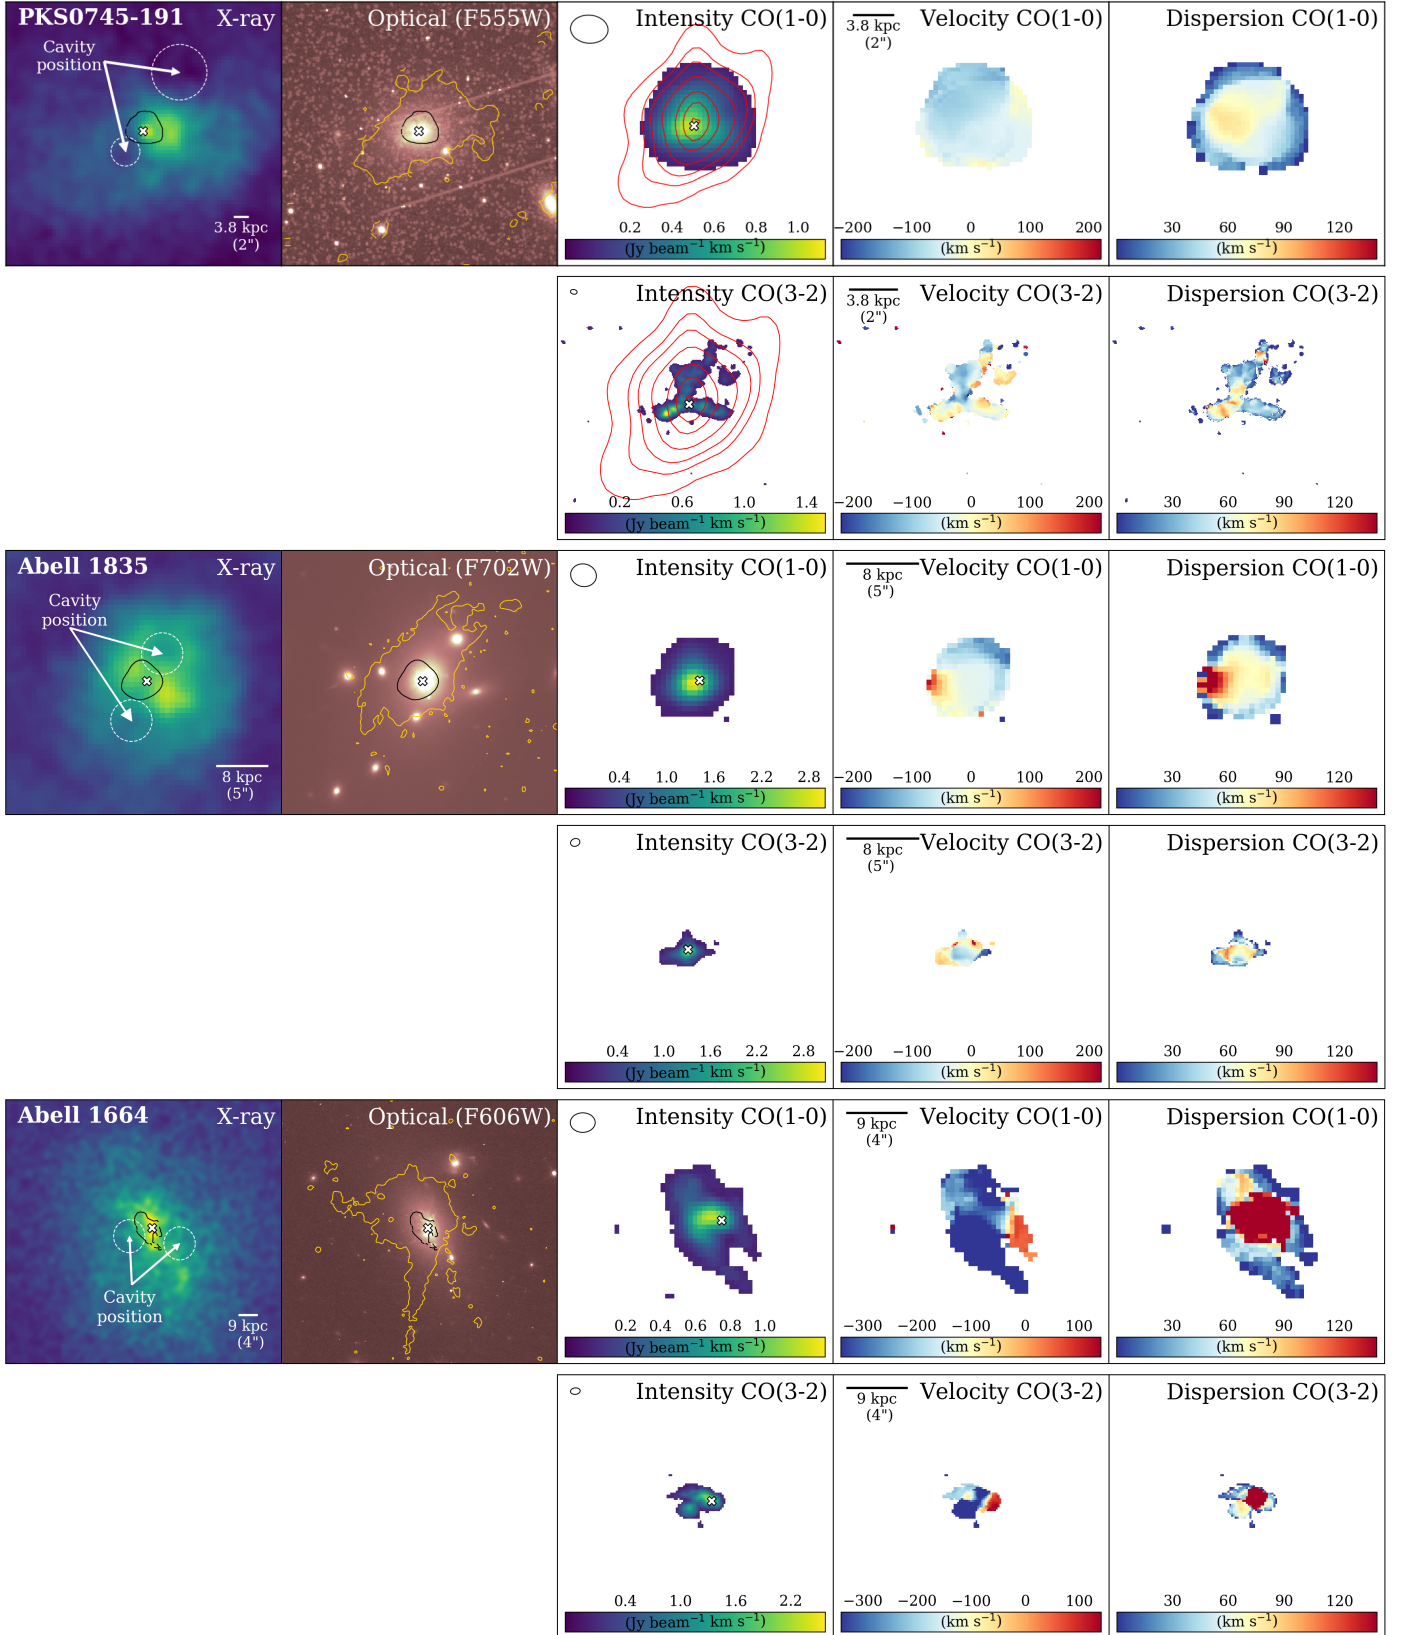 PKS0745-191 X-ray
Cavity
position
3.8 kpc
(2")
Optical (F555W)
Intensity CO(1-0)
0.2 0.4 0.6 0.8 1.0
(Jy beam⁻¹ km s⁻¹)
Velocity CO(1-0)
3.8 kpc
(2")
−200 −100 0 100 200
(km s⁻¹)
Dispersion CO(1-0)
30 60 90 120
(km s⁻¹)
Intensity CO(3-2)
0.2 0.6 1.0 1.4
(Jy beam⁻¹ km s⁻¹)
Velocity CO(3-2)
3.8 kpc
(2")
−200 −100 0 100 200
(km s⁻¹)
Dispersion CO(3-2)
30 60 90 120
(km s⁻¹)
Abell 1835 X-ray
Cavity
position
8 kpc
(5")
Optical (F702W)
Intensity CO(1-0)
0.4 1.0 1.6 2.2 2.8
(Jy beam⁻¹ km s⁻¹)
Velocity CO(1-0)
8 kpc
(5")
−200 −100 0 100 200
(km s⁻¹)
Dispersion CO(1-0)
30 60 90 120
(km s⁻¹)
Intensity CO(3-2)
0.4 1.0 1.6 2.2 2.8
(Jy beam⁻¹ km s⁻¹)
Velocity CO(3-2)
8 kpc
(5")
−200 −100 0 100 200
(km s⁻¹)
Dispersion CO(3-2)
30 60 90 120
(km s⁻¹)
Abell 1664 X-ray
Cavity
position
9 kpc
(4")
Optical (F606W)
Intensity CO(1-0)
0.2 0.4 0.6 0.8 1.0
(Jy beam⁻¹ km s⁻¹)
Velocity CO(1-0)
9 kpc
(4")
−300 −200 −100 0 100
(km s⁻¹)
Dispersion CO(1-0)
30 60 90 120
(km s⁻¹)
Intensity CO(3-2)
0.4 1.0 1.6 2.2
(Jy beam⁻¹ km s⁻¹)
Velocity CO(3-2)
9 kpc
(4")
−300 −200 −100 0 100
(km s⁻¹)
Dispersion CO(3-2)
30 60 90 120
(km s⁻¹)